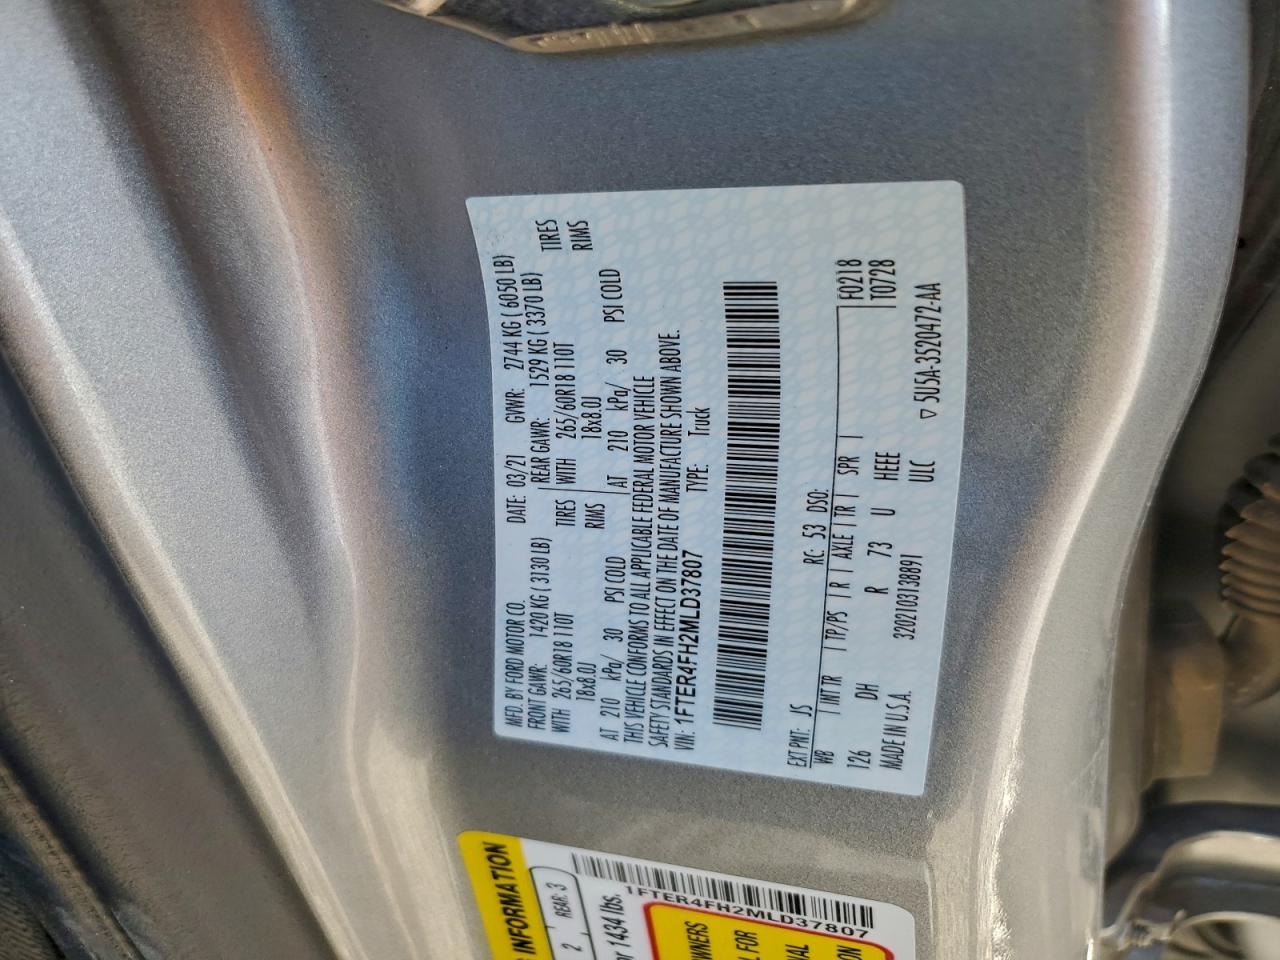 MFD. BY FORD MOTOR CO. DATE: 03/21 GVWR: 2744 KG ( 6050 LB)
FRONT GAWR: 1420 KG ( 3130 LB) REAR GAWR: 1529 KG ( 3370 LB)
WITH 265/60R18 110T TIRES WITH 265/60R18 110T TIRES
18x8.0J RIMS 18x8.0J RIMS
AT 210 kPa/ 30 PSI COLD AT 210 kPa/ 30 PSI COLD
THIS VEHICLE CONFORMS TO ALL APPLICABLE FEDERAL MOTOR VEHICLE
SAFETY STANDARDS IN EFFECT ON THE DATE OF MANUFACTURE SHOWN ABOVE.
VIN: 1FTER4FH2MLD37807 TYPE: Truck
EXT PNT: JS RC: 53 DSO:
WB INT TR TP/PS R AXLE TR SPR F0218
126 DH R 73 U HEEE T0728
MADE IN U.S.A. 3202103138891 ULC ▽ 5U5A-3520472-AA
INFORMATION
2 REAR 3
1434 lbs.
1FTER4FH2MLD37807
OWNERS
FOR